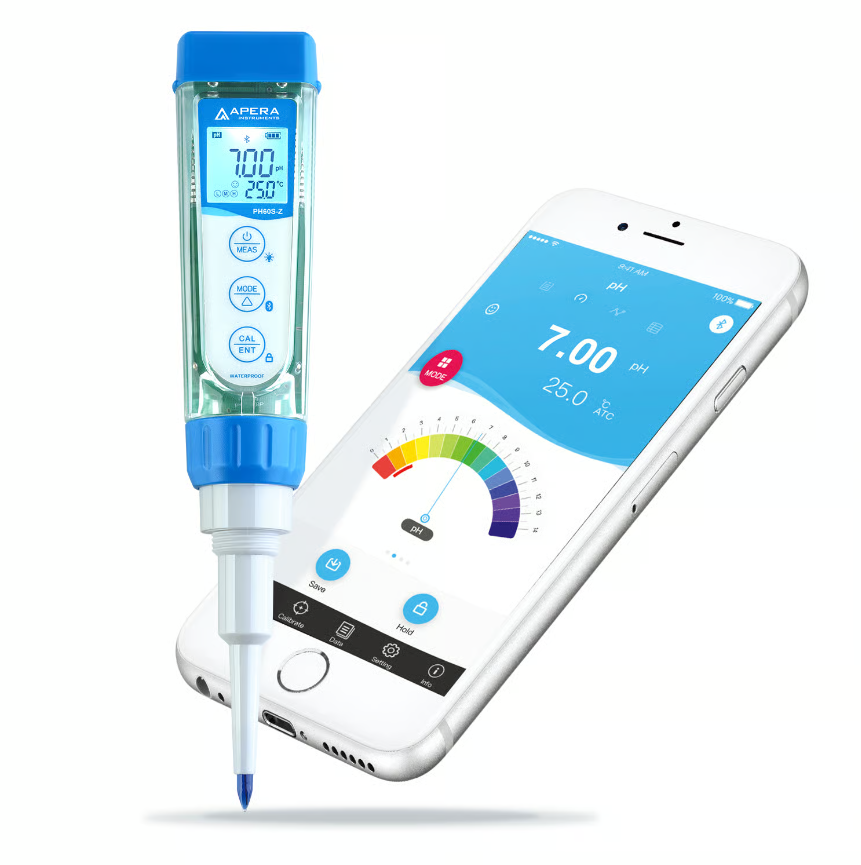 APERA
INSTRUMENTS
pH
7.00 pH
25.0 °C
L M H
PH60S-Z
MEAS
MODE
CAL
ENT
WATERPROOF
9:41 AM
100%
pH
7.00 pH
25.0 °C
ATC
MODE
0 1 2 3 4 5 6 7 8 9 10 11 12 13 14
pH
Save
Hold
Calibrate
Data
Setting
Info